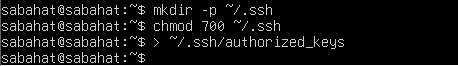 sabahat@sabahat:~$ mkdir -p ~/.ssh
sabahat@sabahat:~$ chmod 700 ~/.ssh
sabahat@sabahat:~$ > ~/.ssh/authorized_keys
sabahat@sabahat:~$